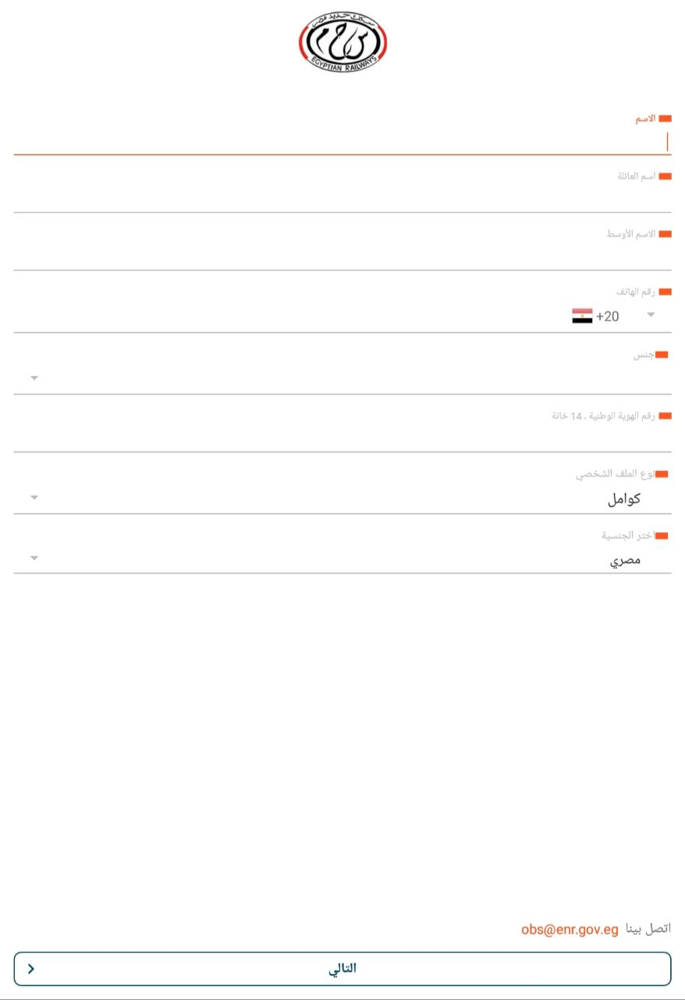 سكك حديد مصر
س ح م
EGYPTIAN RAILWAYS
الاسم
اسم العائلة
الاسم الأوسط
رقم الهاتف
+20
جنس
رقم الهوية الوطنية ، 14 خانة
نوع الملف الشخصي
كوامل
اختر الجنسية
مصري
اتصل بينا obs@enr.gov.eg
التالي